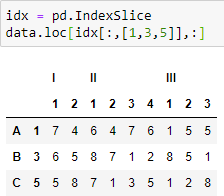 idx = pd.IndexSlice
data.loc[idx[:,[1,3,5]],:]
I II III
1 2 1 2 3 4 1 2 3
A 1 7 4 6 4 7 6 1 5 5
B 3 6 5 8 7 1 2 8 5 1
C 5 5 8 7 1 3 5 1 2 8